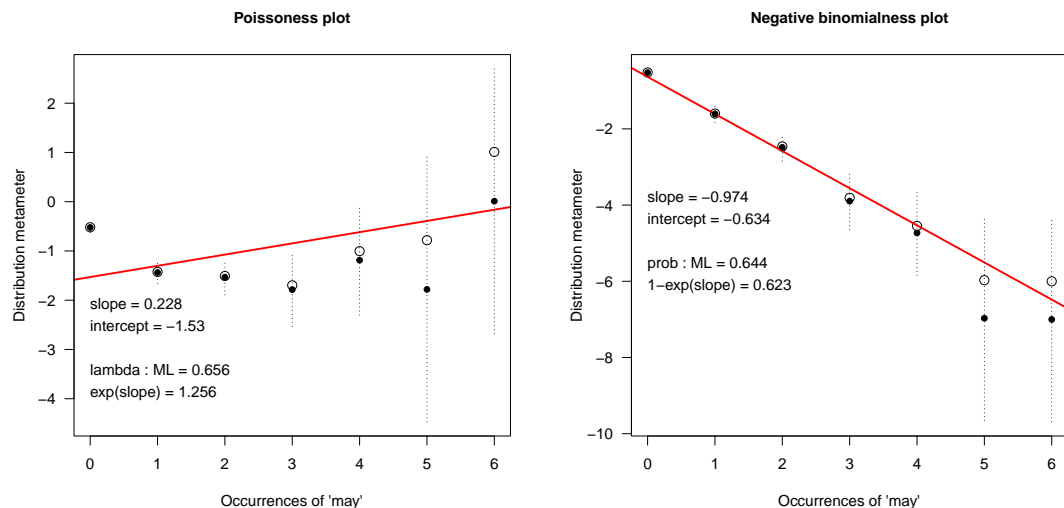 Poissoness plot
Distribution metameter
2
1
0
−1
−2
−3
−4
slope = 0.228
intercept = −1.53
lambda : ML = 0.656
exp(slope) = 1.256
0 1 2 3 4 5 6
Occurrences of 'may'
Negative binomialness plot
Distribution metameter
−2
−4
−6
−8
−10
slope = −0.974
intercept = −0.634
prob : ML = 0.644
1−exp(slope) = 0.623
0 1 2 3 4 5 6
Occurrences of 'may'